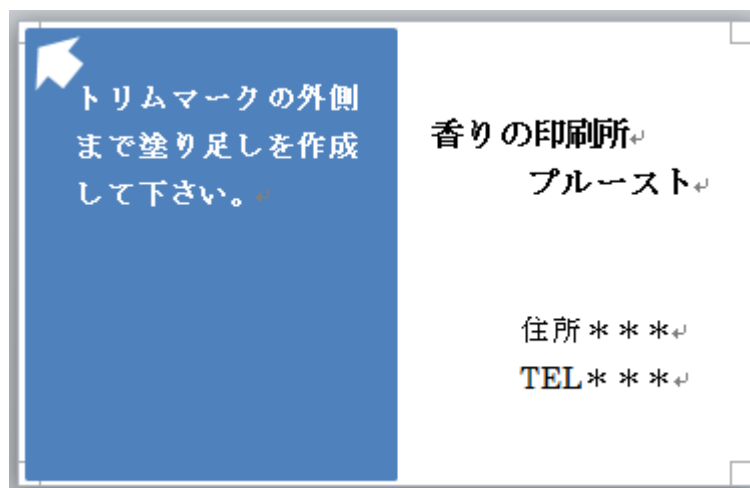 トリムマークの外側
まで塗り足しを作成
して下さい。
香りの印刷所
プルースト
住所＊＊＊
TEL＊＊＊